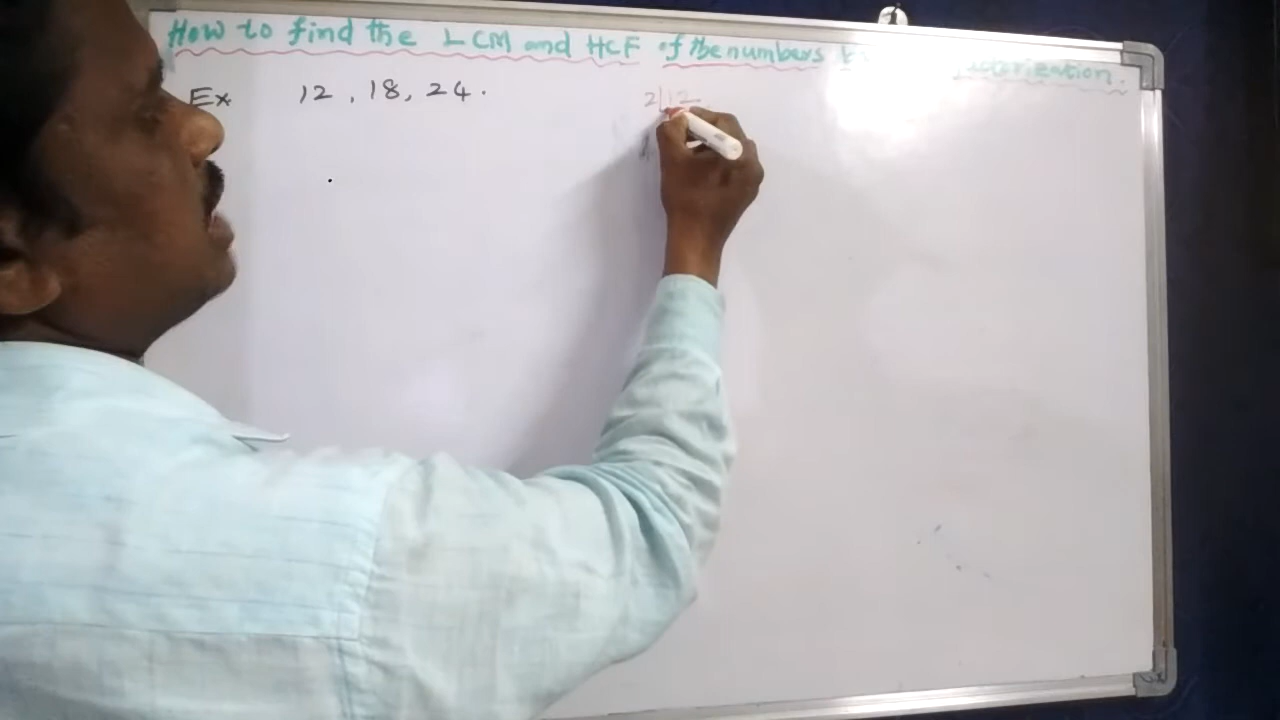 How to find the LCM and HCF of the numbers
Ex 12, 18, 24.
2 12